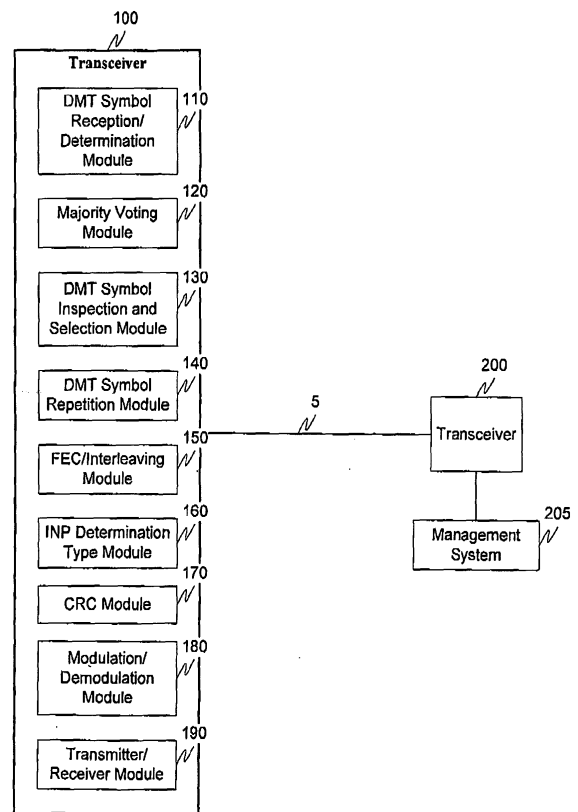 100
Transceiver
110
DMT Symbol
Reception/
Determination
Module
120
Majority Voting
Module
130
DMT Symbol
Inspection and
Selection Module
140
DMT Symbol
Repetition Module
150
FEC/Interleaving
Module
160
INP Determination
Type Module
170
CRC Module
180
Modulation/
Demodulation
Module
190
Transmitter/
Receiver Module
5
200
Transceiver
205
Management
System